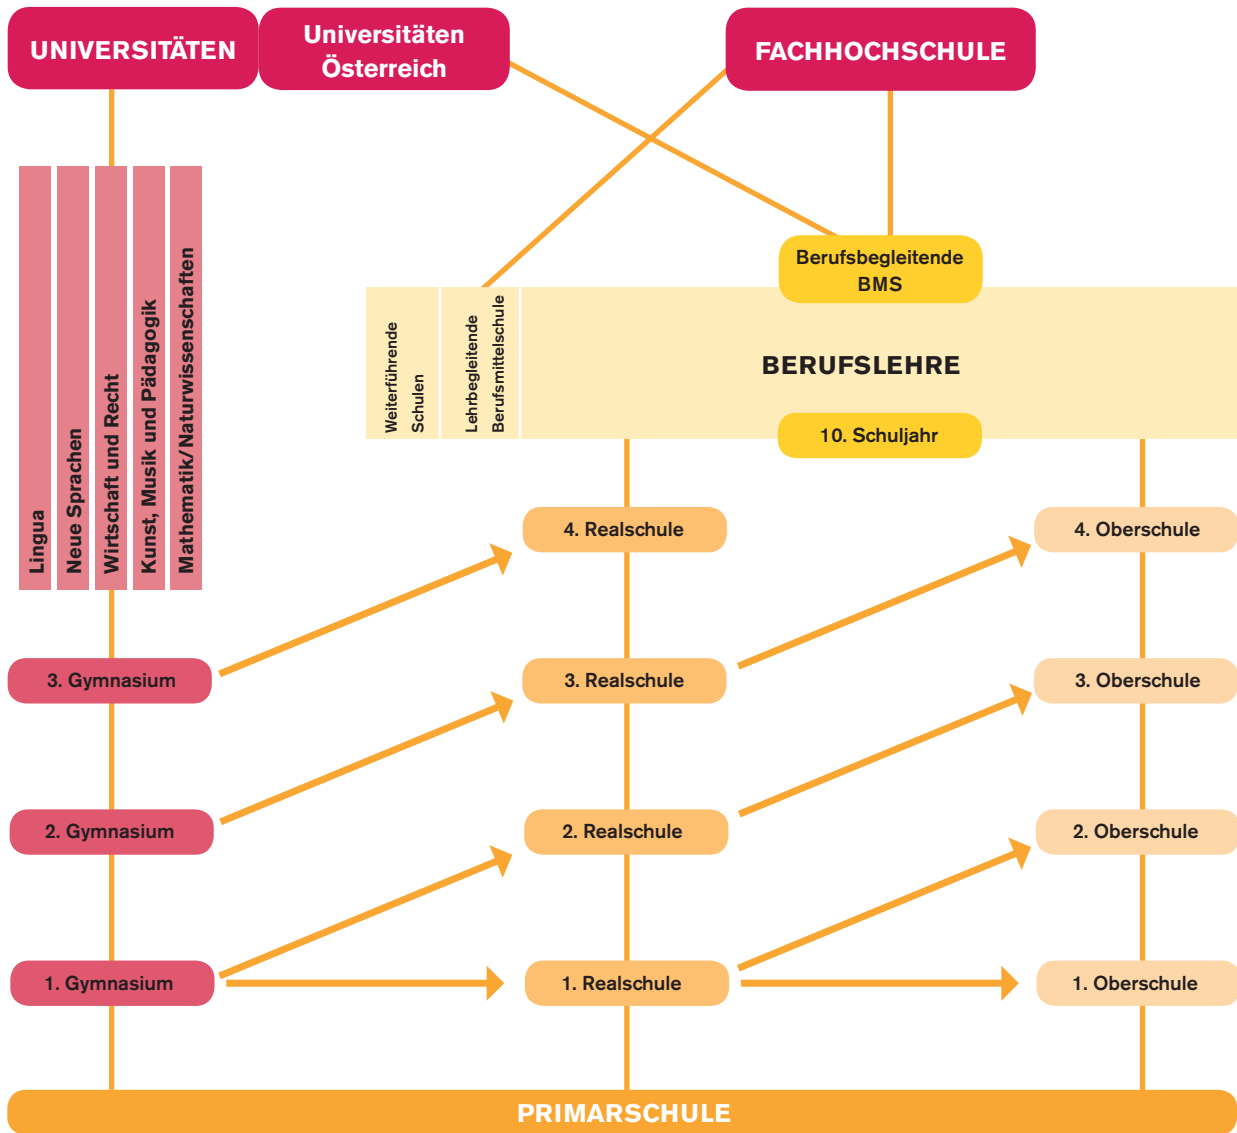 UNIVERSITÄTEN
Universitäten
Österreich
FACHHOCHSCHULE
Lingua
Neue Sprachen
Wirtschaft und Recht
Kunst, Musik und Pädagogik
Mathematik/Naturwissenschaften
Berufsbegleitende
BMS
Weiterführende
Schulen
Lehrbegleitende
Berufsmittelschule
BERUFSLEHRE
10. Schuljahr
4. Realschule
4. Oberschule
3. Gymnasium
3. Realschule
3. Oberschule
2. Gymnasium
2. Realschule
2. Oberschule
1. Gymnasium
1. Realschule
1. Oberschule
PRIMARSCHULE